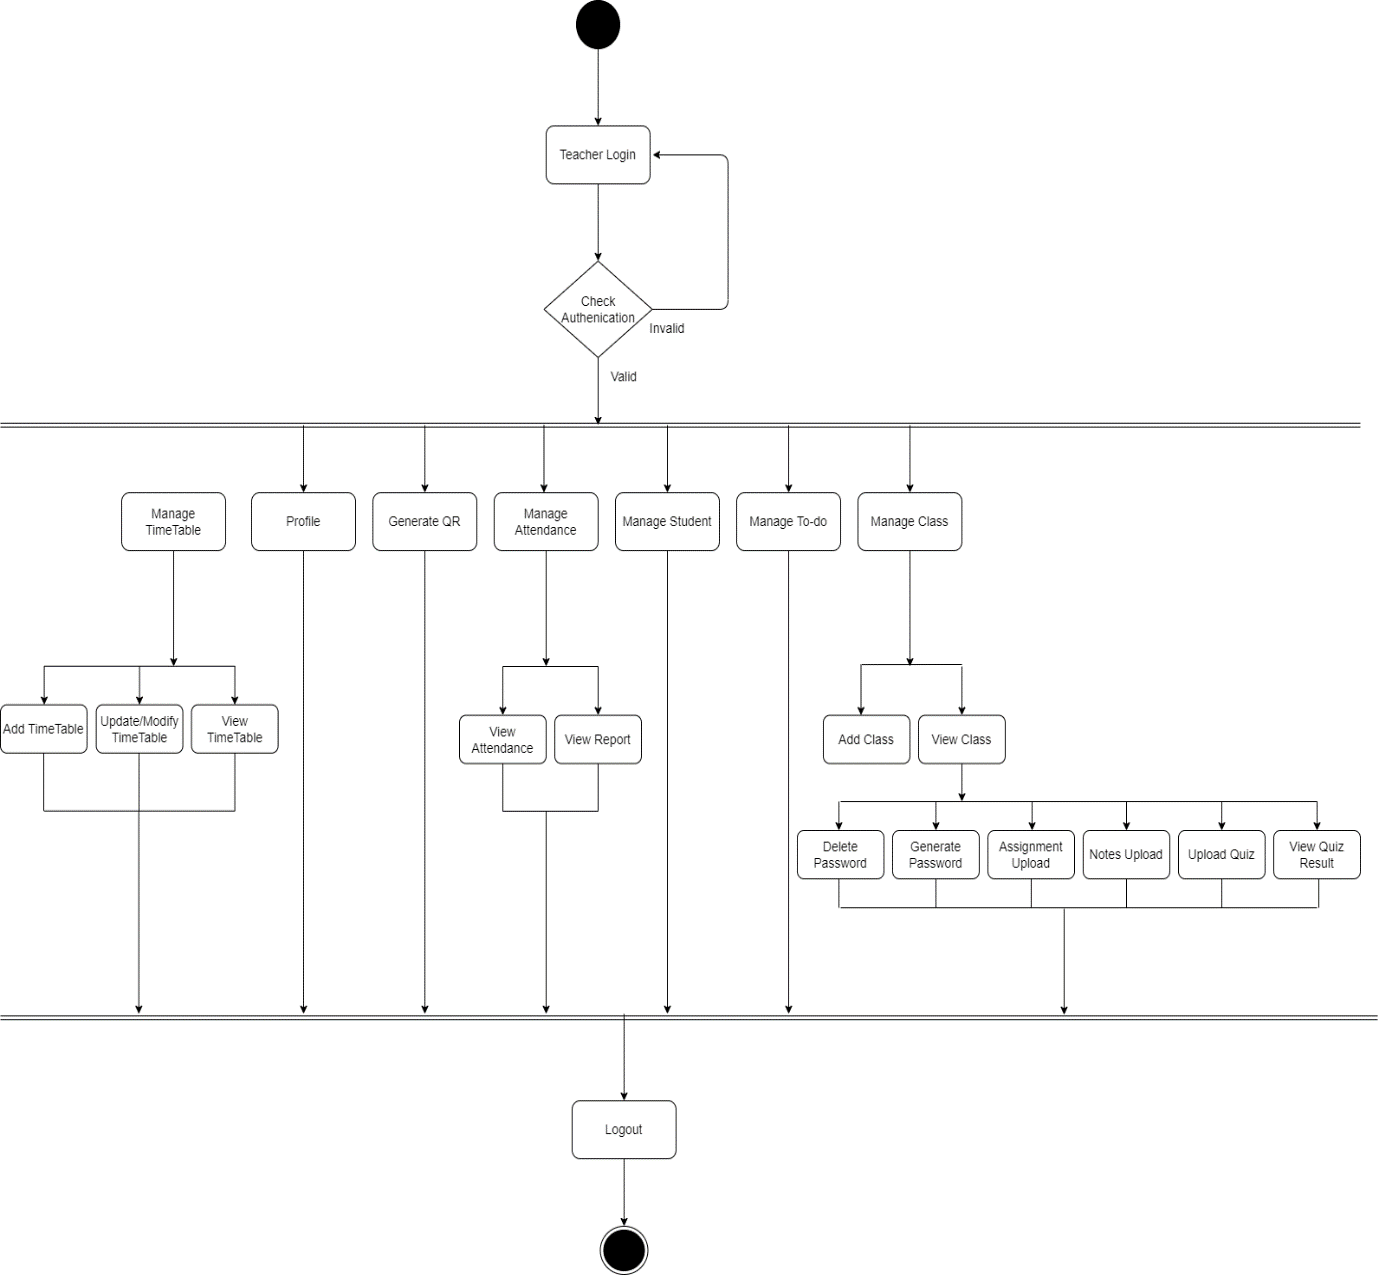 Teacher Login
Check
Authenication
Invalid
Valid
Manage
TimeTable
Profile
Generate QR
Manage
Attendance
Manage Student
Manage To-do
Manage Class
Add TimeTable
Update/Modify
TimeTable
View
TimeTable
View
Attendance
View Report
Add Class
View Class
Delete
Password
Generate
Password
Assignment
Upload
Notes Upload
Upload Quiz
View Quiz
Result
Logout